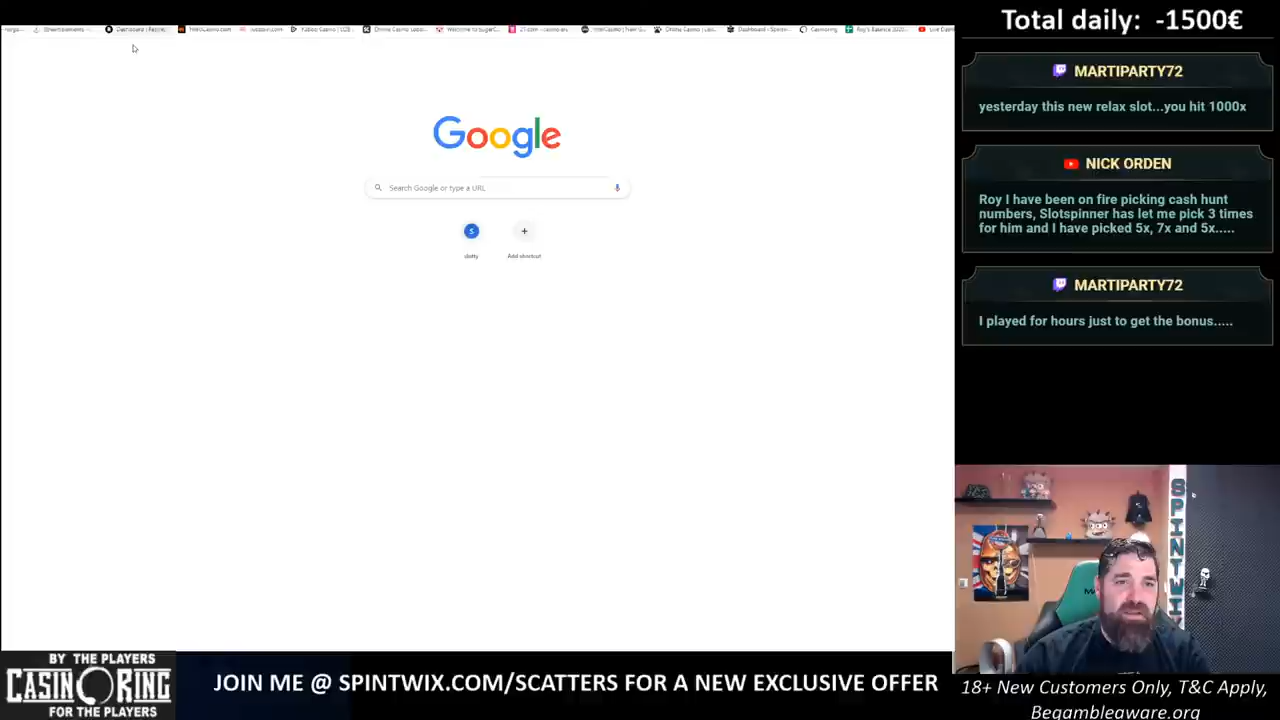 Total daily: -1500€
Dashboard |
Google
Search Google or type a URL
S
slotty
Add shortcut
MARTIPARTY72
yesterday this new relax slot...you hit 1000x
NICK ORDEN
Roy I have been on fire picking cash hunt
numbers, Slotspinner has let me pick 3 times
for him and I have picked 5x, 7x and 5x.....
MARTIPARTY72
I played for hours just to get the bonus.....
SPINTWI
BY THE PLAYERS
CASINO RING
FOR THE PLAYERS
JOIN ME @ SPINTWIX.COM/SCATTERS FOR A NEW EXCLUSIVE OFFER
18+ New Customers Only, T&C Apply,
Begambleaware.org